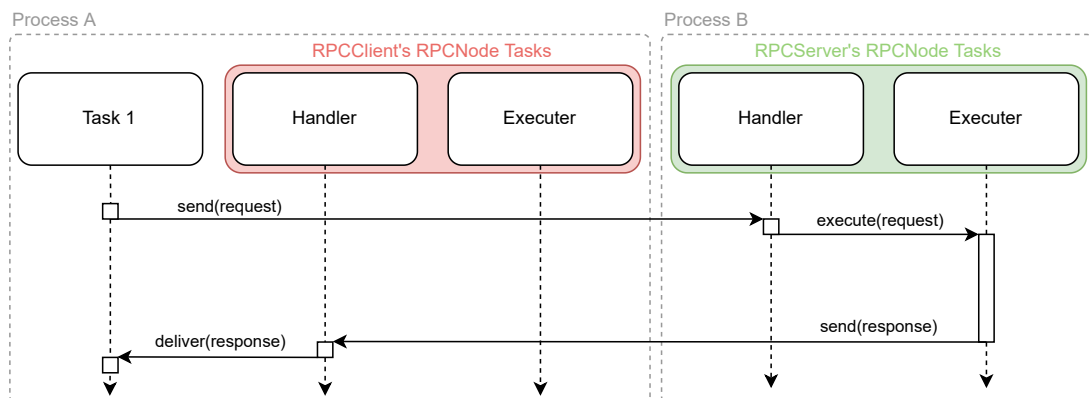 Process A
Process B
RPCClient's RPCNode Tasks
RPCServer's RPCNode Tasks
Task 1
Handler
Executer
Handler
Executer
send(request)
execute(request)
send(response)
deliver(response)